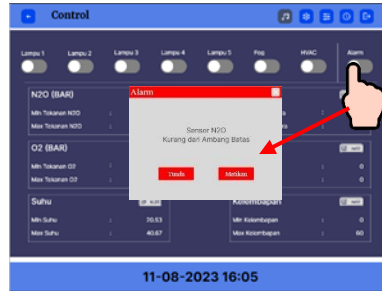 Control
Lampu 1 Lampu 2 Lampu 3 Lampu 4 Lampu 5 Fog HVAC Alarm
N2O (BAR)
Min Tekanan N2O :
Max Tekanan N2O :
Alarm
Sensor N2O
Kurang dari Ambang Batas
Tunda Matikan
O2 (BAR)
Min Tekanan O2 : : 0
Max Tekanan O2 : : 0
Suhu
Min Suhu : 20.53
Max Suhu : 40.67
Kelembapan
Min Kelembapan : 0
Max Kelembapan : 60
11-08-2023 16:05